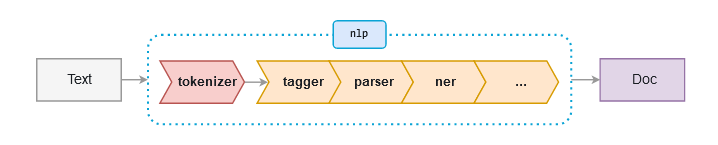 nlp
Text tokenizer tagger parser ner ... Doc